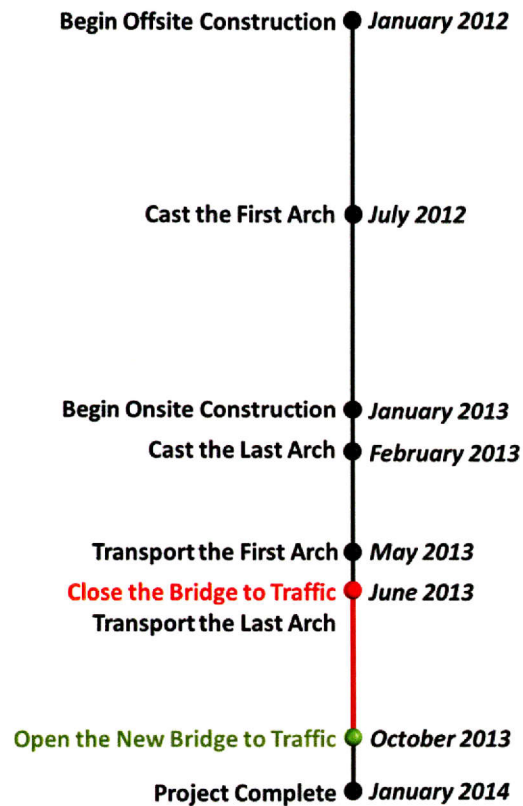 Begin Offsite Construction January 2012
Cast the First Arch July 2012
Begin Onsite Construction January 2013
Cast the Last Arch February 2013
Transport the First Arch May 2013
Close the Bridge to Traffic June 2013
Transport the Last Arch
Open the New Bridge to Traffic October 2013
Project Complete January 2014